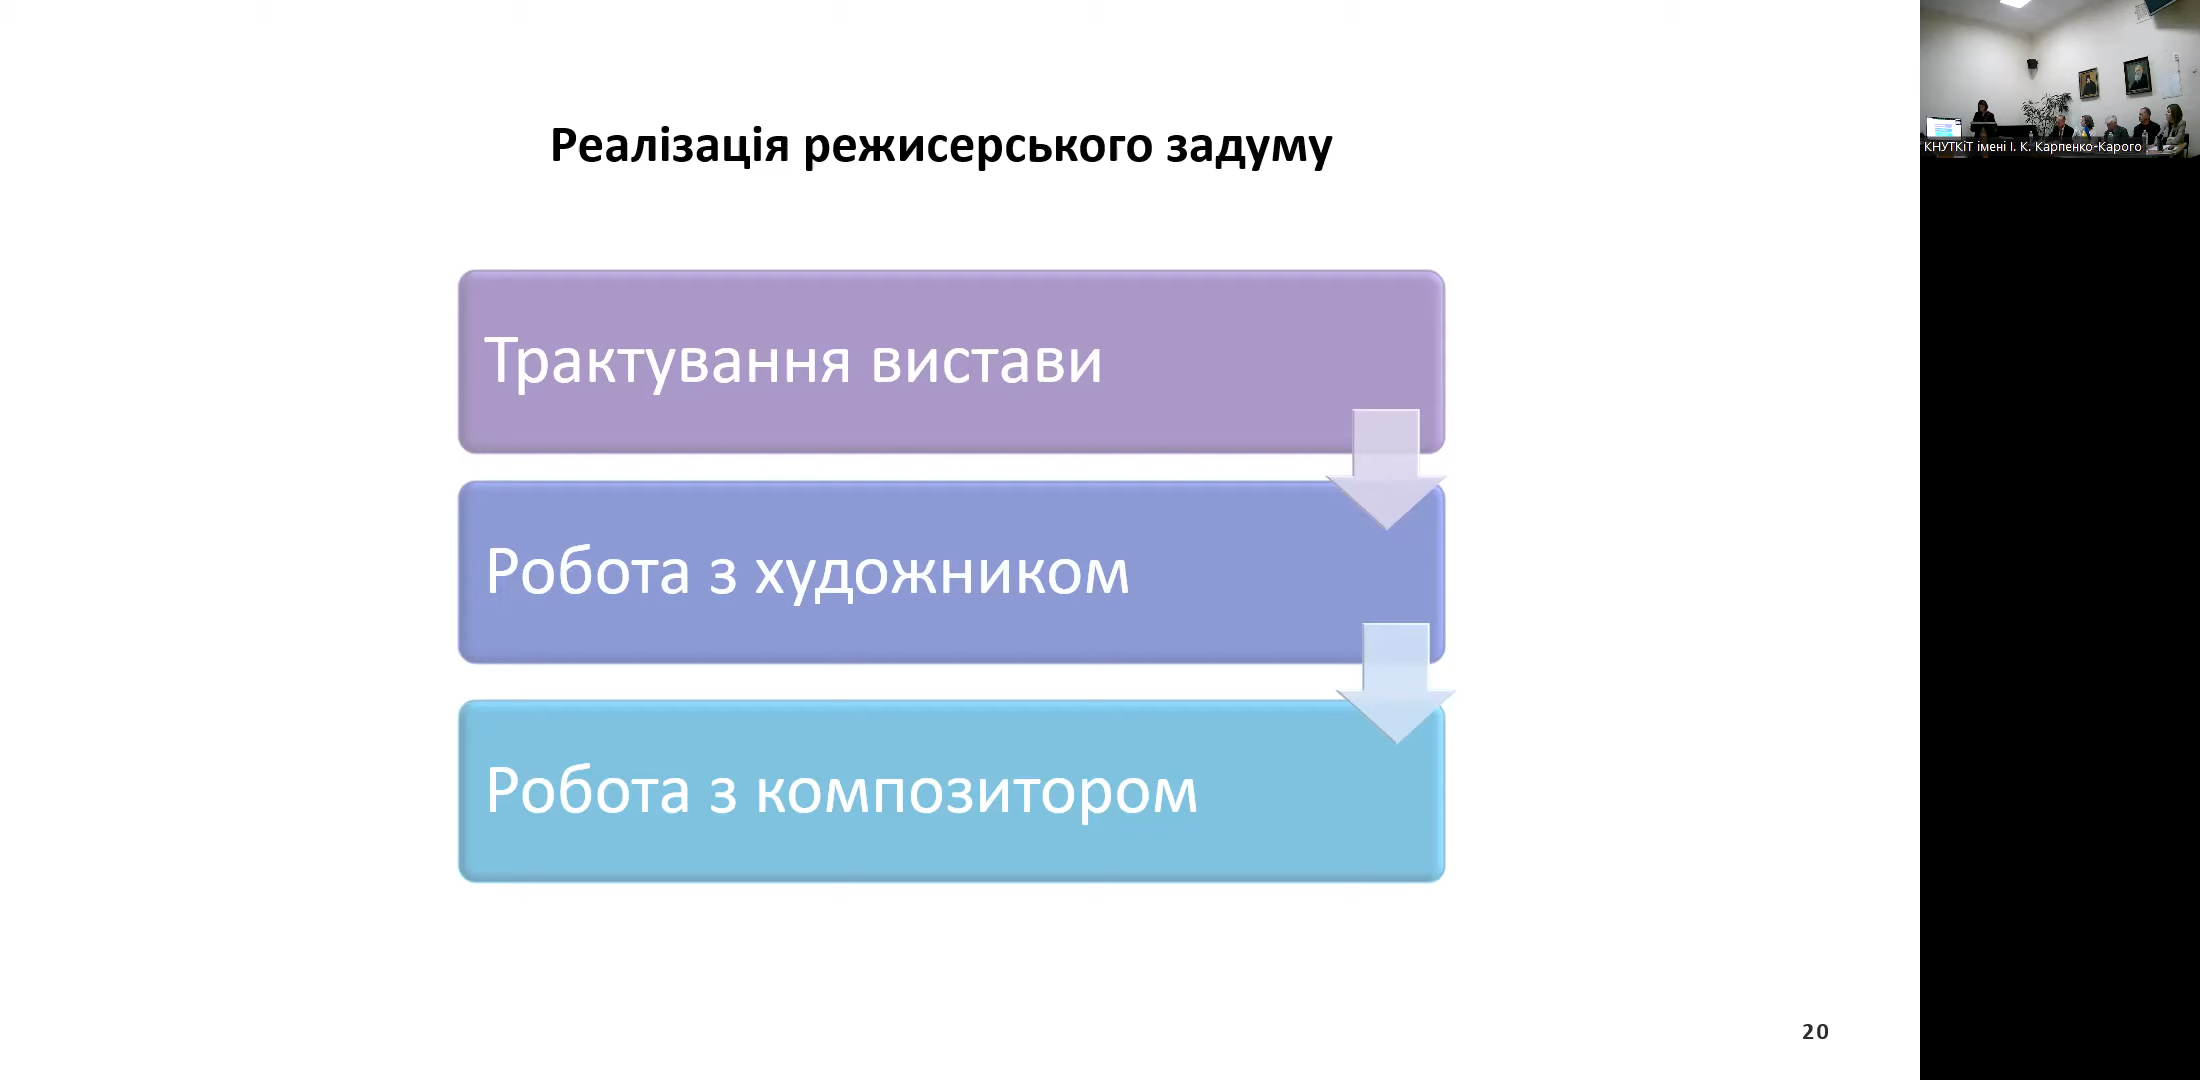 Реалізація режисерського задуму
Трактування вистави
Робота з художником
Робота з композитором
20
КНУТКіТ імені І. К. Карпенко-Карого